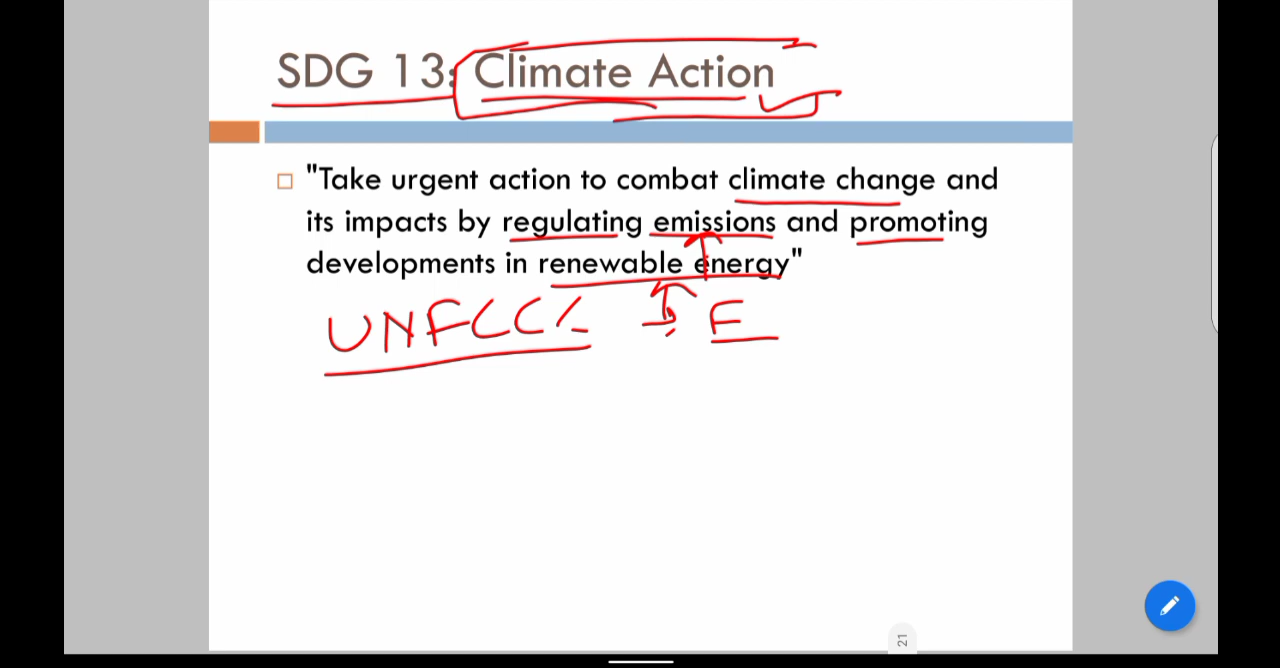 SDG 13: Climate Action
"Take urgent action to combat climate change and
its impacts by regulating emissions and promoting
developments in renewable energy"
UNFCCC
E
21